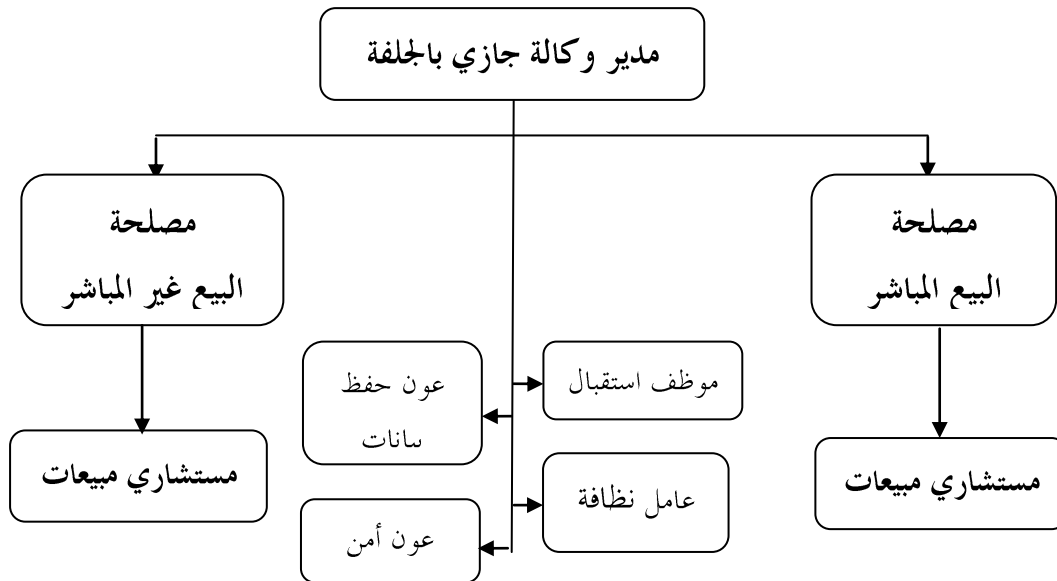 مدير وكالة جازي بالجلفة
مصلحة
البيع المباشر
مصلحة
البيع غير المباشر
موظف استقبال
عون حفظ
بيانات
مستشاري مبيعات
مستشاري مبيعات
عامل نظافة
عون أمن